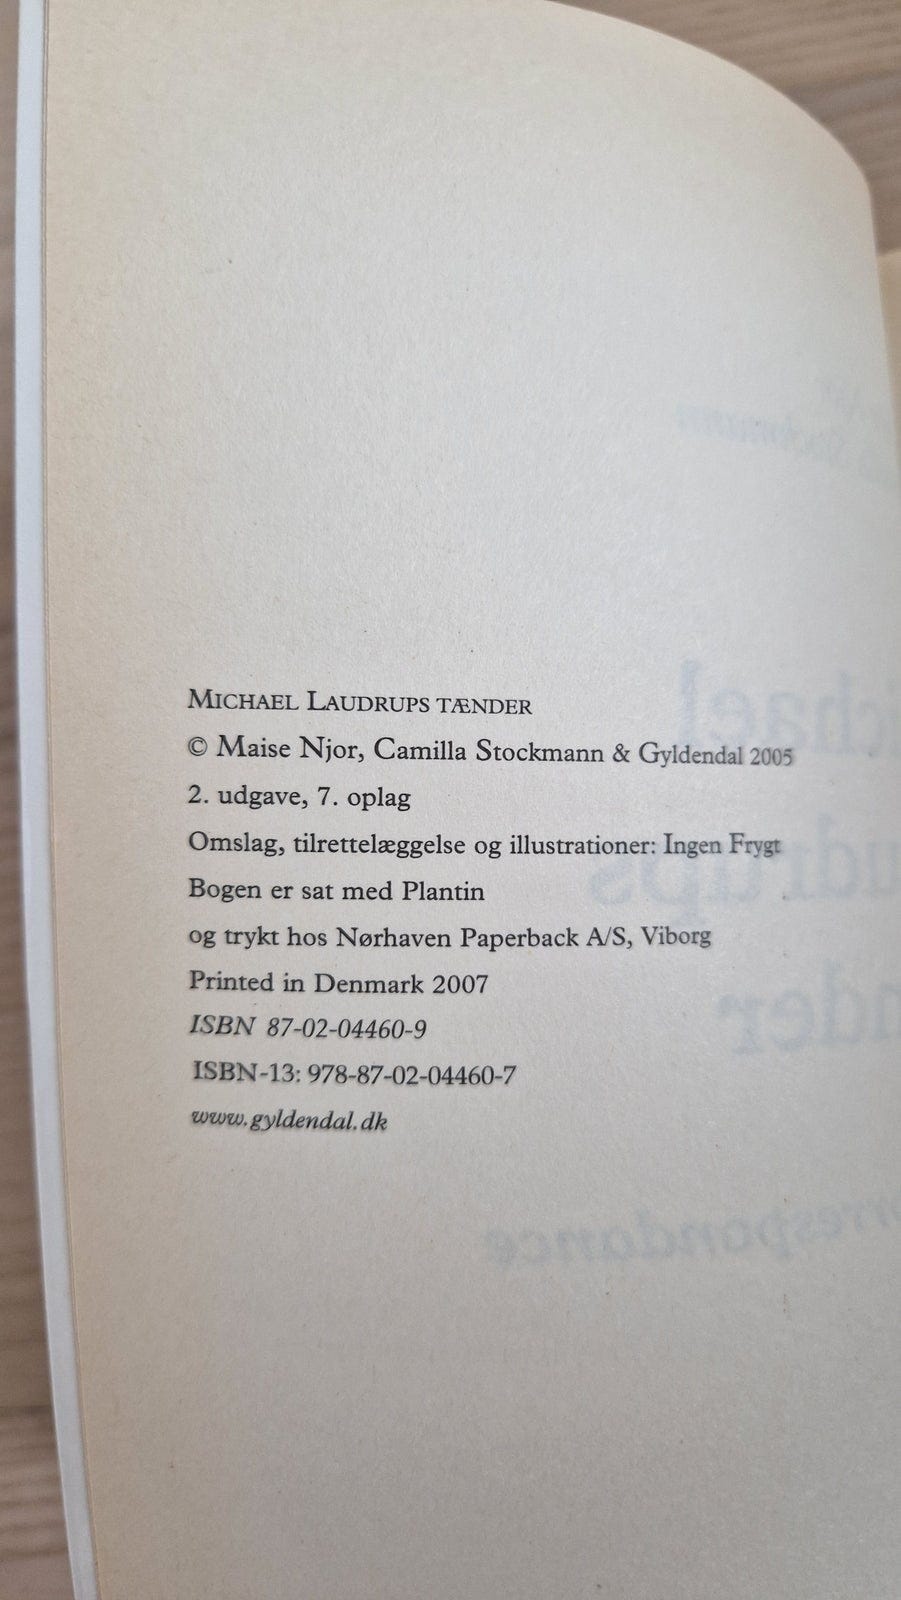 MICHAEL LAUDRUPS TÆNDER
© Maise Njor, Camilla Stockmann & Gyldendal 2005
2. udgave, 7. oplag
Omslag, tilrettelæggelse og illustrationer: Ingen Frygt
Bogen er sat med Plantin
og trykt hos Nørhaven Paperback A/S, Viborg
Printed in Denmark 2007
ISBN 87-02-04460-9
ISBN-13: 978-87-02-04460-7
www.gyldendal.dk